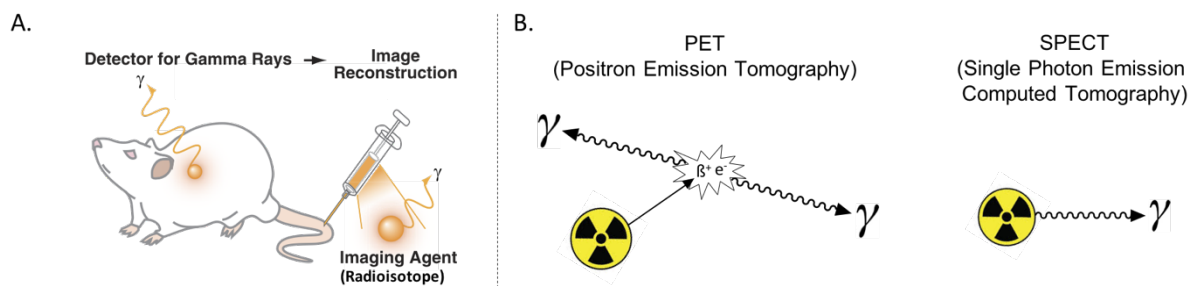 A.
Detector for Gamma Rays
Image
Reconstruction
γ
γ
Imaging Agent
(Radioisotope)
B.
PET
(Positron Emission Tomography)
γ
ß⁺ e⁻
γ
SPECT
(Single Photon Emission
Computed Tomography)
γ